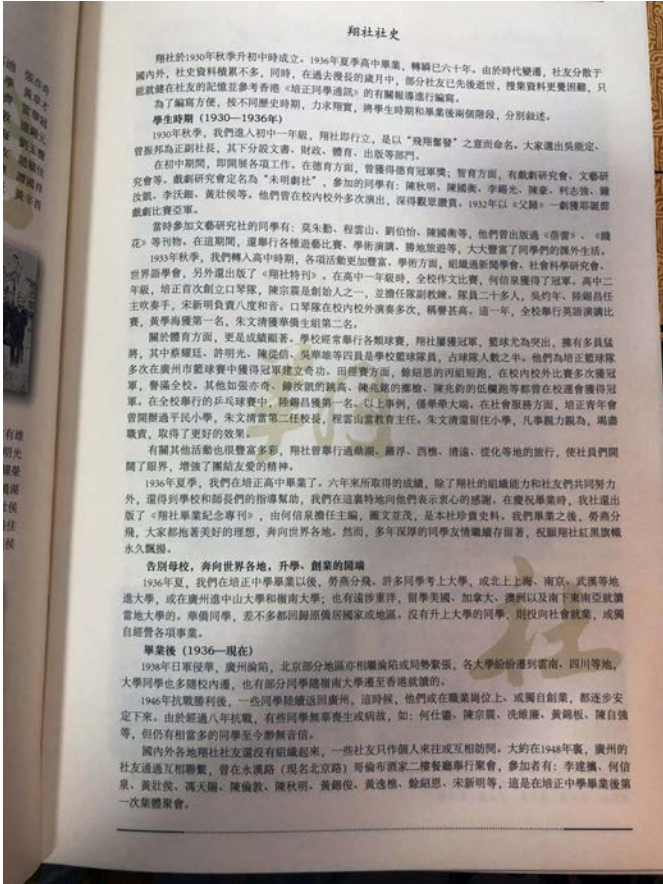 翔社社史
翔社於1930年秋季升初中時成立。1936年夏季高中畢業，轉瞬已六十年。由於時代變遷，社友分散于
國內外，社史資料積累不多，同時，在過去漫長的歲月中，部分社友已先後逝世，搜集資料更覺困難，只
能就健在社友的記憶並參考香港《培正同學通訊》的有關報導進行編寫。
為了編寫方便，按不同歷史時期，力求翔實，將學生時期和畢業後兩個階段，分別敍述。
學生時期（1930—1936年）
1930年秋季，我們進入初中一年級，翔社即行立，是以“飛翔奮發”之意而命名。大家選出吳能定、
曾振邦為正副社長，其下分設文書、財政、體育、出版等部門。
在初中期間，即開展各項工作。在德育方面，曾獲得德育冠軍獎；智育方面，有戲劇研究會、文藝研
究會等。戲劇研究會定名為“未明劇社”，參加的同學有：陳秋明、陳國衡、李錫光、陳豪、利志強、鐘
汝凱、李沃鈿、黃壯侯等。他們曾在校內校外多次演出，深得觀眾讚賞。1932年以《父歸》一劇獲耶誕節
戲劇比賽亞軍。
當時參加文藝研究社的同學有：莫朱勤、程雲山、劉伯怡、陳國衡等，他們曾出版過《蓓蕾》、《
花》等刊物。在這期間，還舉行各種遊藝比賽、學術演講、勝地旅遊等，大大豐富了同學們的課外生活。
1933年秋季，我們轉入高中時期，各項活動更加豐富。學術方面，組織過新聞學會、社會科學研究會、
世界語學會，另外還出版了《翔社特刊》。在高中一年級時，全校作文比賽，何信泉獲得了冠軍。高中二
年級，培正首次創立口琴隊，陳宗震是創始人之一，並擔任隊副教練。隊員二十多人，吳灼年、陸錫昌任
主吹奏手，宋新明負責八度和音。口琴隊在校內校外演奏多次，稱譽甚高。這一年，全校舉行英語演講比
賽，黃學海獲第一名，朱文清獲華僑生組第二名。
關於體育方面，更是成績顯著。學校經常舉行各類球賽，翔社屢獲冠軍，籃球尤為突出，擁有多員猛
將，其中蔡耀廷、許明光、陳從信、吳華雄等四員是學校籃球隊員，占球隊人數之半。他們為培正籃球隊
多次在廣州市籃球賽中獲得冠軍建立奇功。田徑賽方面，餘紹恩的丙組短跑，在校內校外比賽多次獲冠
軍，譽滿全校。其他如張亦奇、鐘汝凱的跳高、陳兆銘的擲槍、陳兆鈞的低欄跑等都曾在校運會獲得冠
軍。在全校舉行的乒乓球賽中，陸錫昌獲第一名。以上事例，僅舉犖大端。在社會服務方面，培正青年會
曾開辦過平民小學，朱文清當第二任校長，程雲山當教育主任。朱文清還留住小學，凡事親力親為，竭盡
職責，取得了更好的效果。
有關其他活動也很豐富多彩，翔社曾舉行過鼎湖、羅浮、西樵、清遠、從化等地的旅行，使社員們開
闊了眼界，增強了團結友愛的精神。
1936年夏季，我們在培正高中畢業了。六年來所取得的成績，除了翔社的組織能力和社友們共同努力
外，還得到學校和師長們的指導幫助，我們在這裏特地向他們表示衷心的感謝。在慶祝畢業時，我社還出
版了《翔社畢業紀念專刊》，由何信泉擔任主編，圖文並茂，是本社珍貴史料。我們畢業之後，勞燕分
飛，大家都抱著美好的理想，奔向世界各地。然而，多年深厚的同學友情繼續存留著，祝願翔社紅黑旗幟
永久飄揚。
告別母校，奔向世界各地，升學、創業的開端
1936年夏，我們在培正中學畢業以後，勞燕分飛。許多同學考上大學，或北上上海、南京、武漢等地
進大學，或在廣州進中山大學和嶺南大學；也有遠涉重洋，留學美國、加拿大、澳洲以及南下東南亞就讀
當地大學的。華僑同學，差不多都回歸原僑居國家或地區。沒有升上大學的同學，則投向社會就業，或獨
自經營各項事業。
畢業後（1936—現在）
1938年日軍侵華，廣州淪陷，北京部分地區亦相繼淪陷或局勢緊張，各大學紛紛遷到雲南、四川等地，
大學同學也多隨校內遷，也有部分同學隨嶺南大學遷至香港就讀的。
1946年抗戰勝利後，一些同學陸續返回廣州，這時候，他們或在職業崗位上、或獨自創業，都逐步安
定下來。由於經過八年抗戰，有些同學無辜喪生或病故，如：何仕鎏、陳宗震、冼維廉、黃錦板、陳自強
等，但仍有相當多的同學至今渺無音信。
國內外各地翔社社友還沒有組織起來，一些社友只作個人來往或互相訪問。大約在1948年裏，廣州的
社友通過互相聯繫，曾在永漢路（現名北京路）哥倫布酒家二樓餐廳舉行聚會，參加者有：李建攜、何信
泉、黃壯侯、馮天賜、陳倫敦、陳秋明、黃錦俊、黃逸樵、餘紹恩、宋新明等，這是在培正中學畢業後第
一次集體聚會。
翔
社